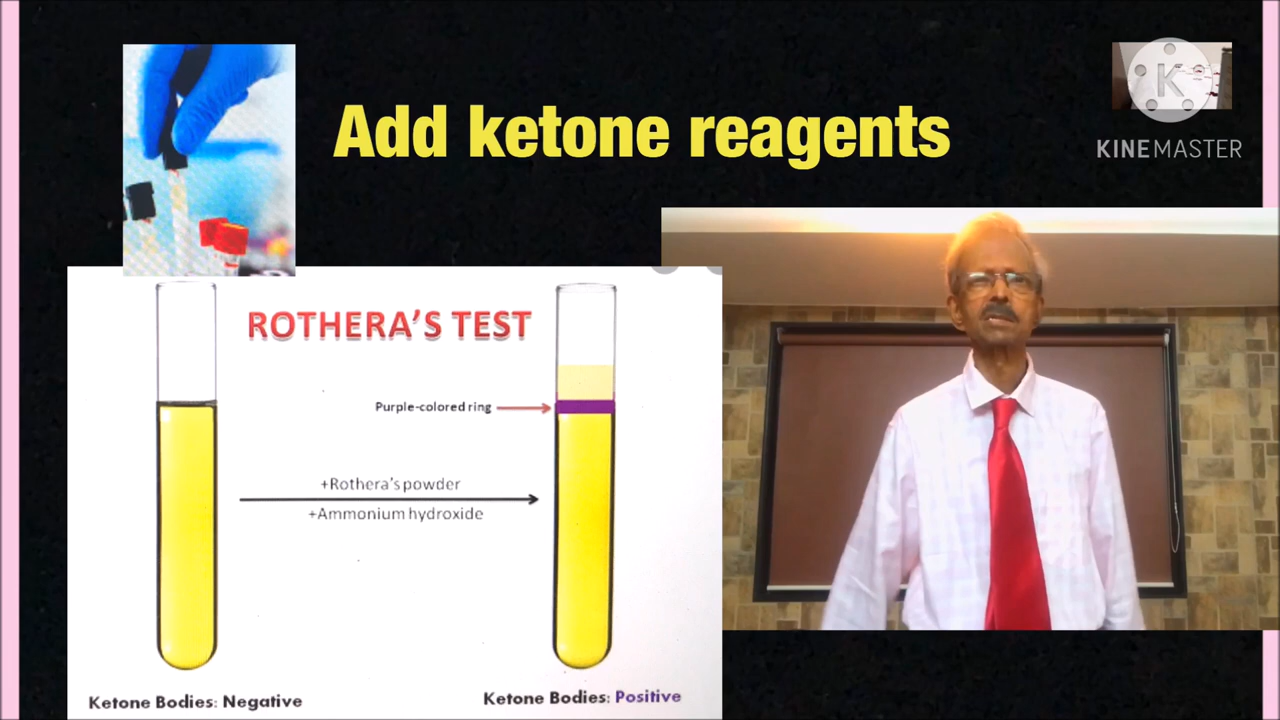 Add ketone reagents
K
KINEMASTER
ROTHERA'S TEST
Purple-colored ring
+Rothera's powder
+Ammonium hydroxide
Ketone Bodies: Negative
Ketone Bodies: Positive